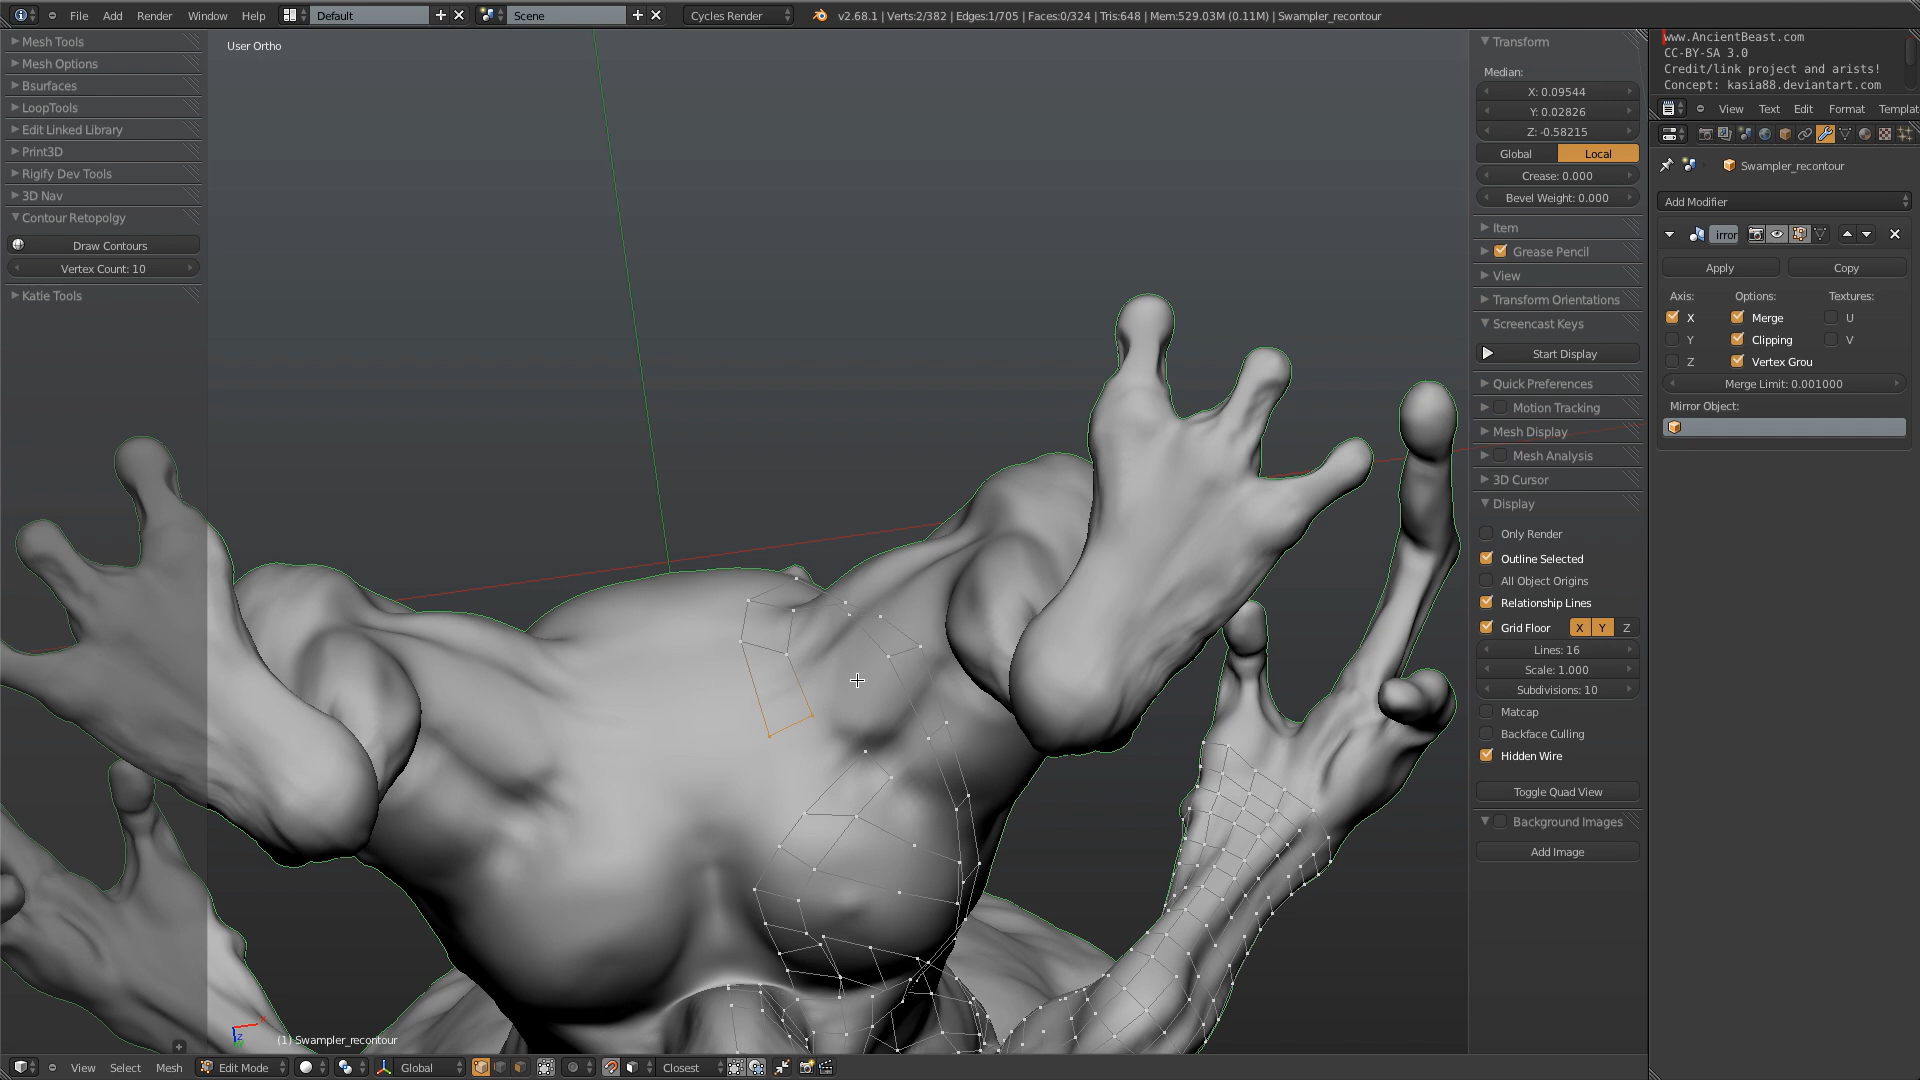 File Add Render Window Help Default Scene Cycles Render v2.68.1 | Verts:2/382 | Edges:1/705 | Faces:0/324 | Tris:648 | Mem:529.03M (0.11M) | Swampler_recontour
Mesh Tools
Mesh Options
Bsurfaces
LoopTools
Edit Linked Library
Print3D
Rigify Dev Tools
3D Nav
Contour Retopolgy
Draw Contours
Vertex Count: 10
Katie Tools
User Ortho
(1) Swampler_recontour
Transform
Median:
X: 0.09544
Y: 0.02826
Z: -0.58215
Global Local
Crease: 0.000
Bevel Weight: 0.000
Item
Grease Pencil
View
Transform Orientations
Screencast Keys
Start Display
Quick Preferences
Motion Tracking
Mesh Display
Mesh Analysis
3D Cursor
Display
Only Render
Outline Selected
All Object Origins
Relationship Lines
Grid Floor X Y Z
Lines: 16
Scale: 1.000
Subdivisions: 10
Matcap
Backface Culling
Hidden Wire
Toggle Quad View
Background Images
Add Image
www.AncientBeast.com
CC-BY-SA 3.0
Credit/link project and arists!
Concept: kasia88.deviantart.com
View Text Edit Format Templat
Swampler_recontour
Add Modifier
irror
Apply Copy
Axis: Options: Textures:
X Merge U
Y Clipping V
Z Vertex Grou
Merge Limit: 0.001000
Mirror Object:
View Select Mesh Edit Mode Global Closest